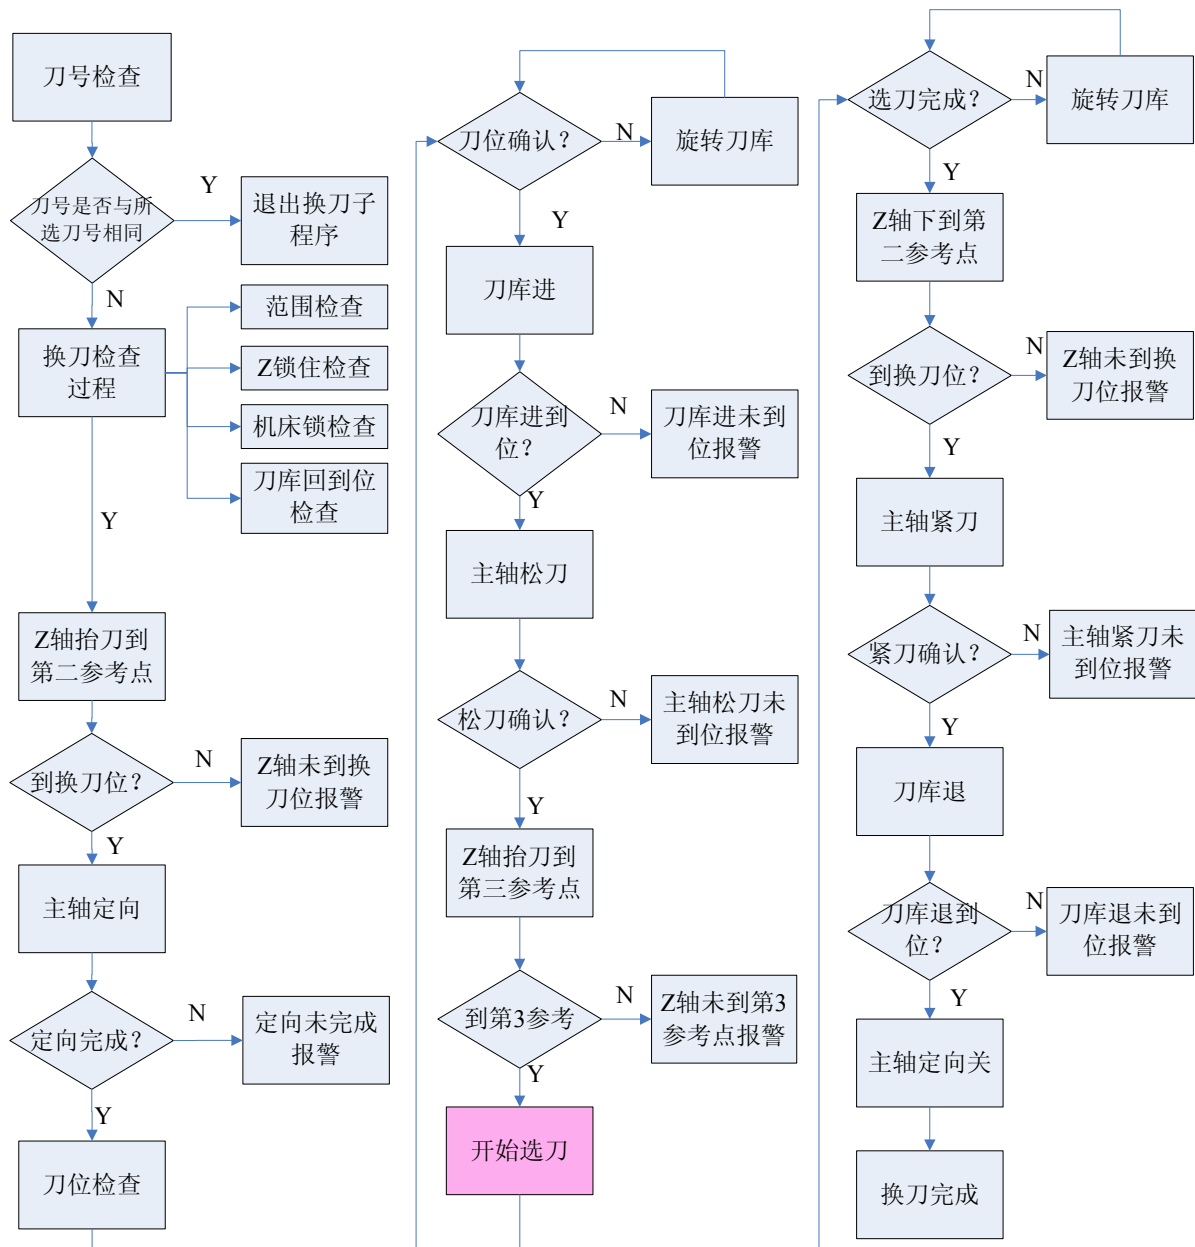 刀号检查
刀号是否与所
选刀号相同
Y
退出换刀子
程序
N
换刀检查
过程
范围检查
Z锁住检查
机床锁检查
刀库回到位
检查
Y
Z轴抬刀到
第二参考点
到换刀位?
N
Z轴未到换
刀位报警
Y
主轴定向
定向完成?
N
定向未完成
报警
Y
刀位检查
刀位确认?
N
旋转刀库
Y
刀库进
刀库进到
位?
N
刀库进未到
位报警
Y
主轴松刀
松刀确认?
N
主轴松刀未
到位报警
Y
Z轴抬刀到
第三参考点
到第3参考
N
Z轴未到第3
参考点报警
Y
开始选刀
选刀完成?
N
旋转刀库
Y
Z轴下到第
二参考点
到换刀位?
N
Z轴未到换
刀位报警
Y
主轴紧刀
紧刀确认?
N
主轴紧刀未
到位报警
Y
刀库退
刀库退到
位?
N
刀库退未到
位报警
Y
主轴定向关
换刀完成